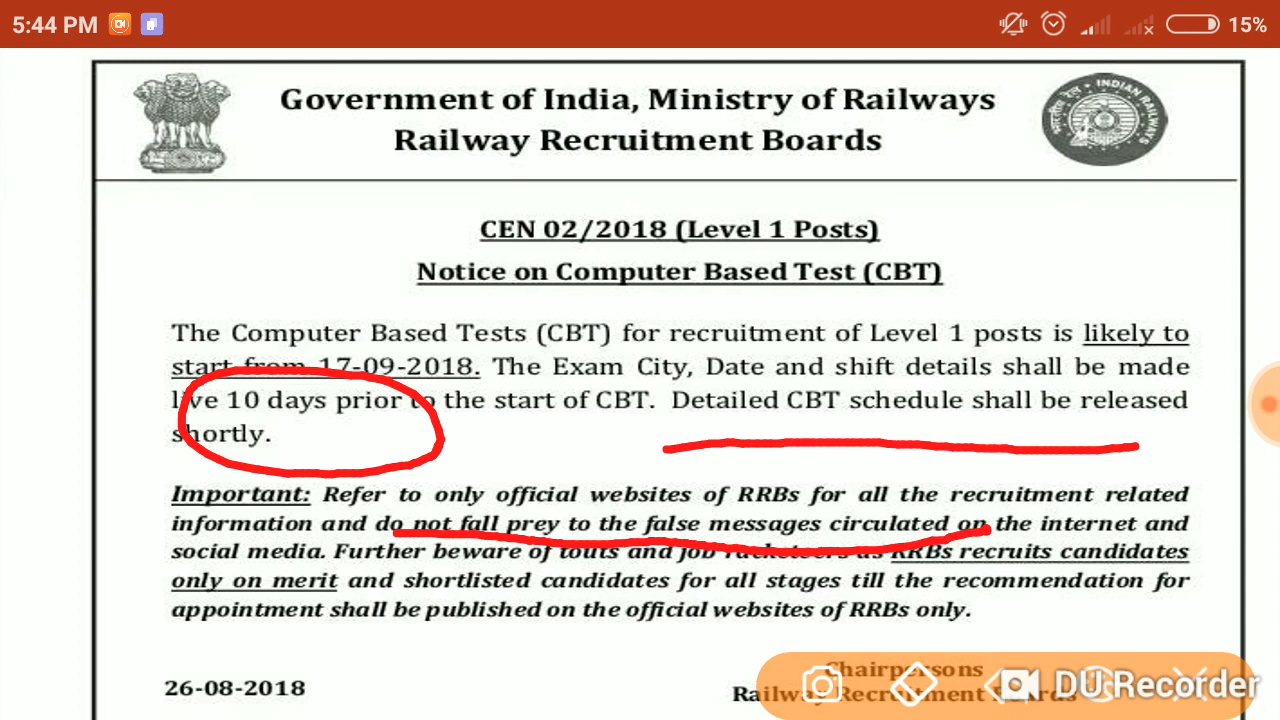 5:44 PM 15%
Government of India, Ministry of Railways
Railway Recruitment Boards
भारतीय रेल INDIAN RAILWAYS
CEN 02/2018 (Level 1 Posts)
Notice on Computer Based Test (CBT)
The Computer Based Tests (CBT) for recruitment of Level 1 posts is likely to
start from 17-09-2018. The Exam City, Date and shift details shall be made
live 10 days prior to the start of CBT. Detailed CBT schedule shall be released
shortly.
Important: Refer to only official websites of RRBs for all the recruitment related
information and do not fall prey to the false messages circulated on the internet and
social media. Further beware of touts and job racketeers as RRBs recruits candidates
only on merit and shortlisted candidates for all stages till the recommendation for
appointment shall be published on the official websites of RRBs only.
Chairpersons
26-08-2018 Railway Recruitment Boards
DU Recorder